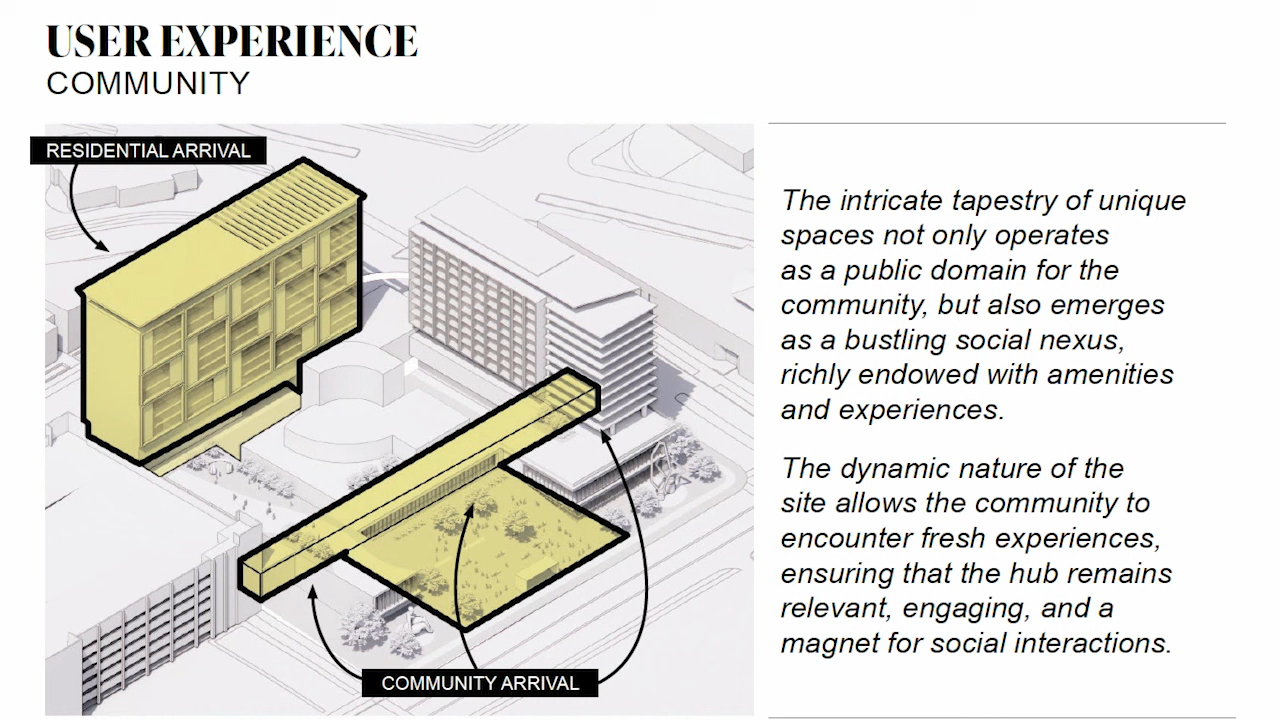 USER EXPERIENCE
COMMUNITY
RESIDENTIAL ARRIVAL
COMMUNITY ARRIVAL
The intricate tapestry of unique
spaces not only operates
as a public domain for the
community, but also emerges
as a bustling social nexus,
richly endowed with amenities
and experiences.
The dynamic nature of the
site allows the community to
encounter fresh experiences,
ensuring that the hub remains
relevant, engaging, and a
magnet for social interactions.